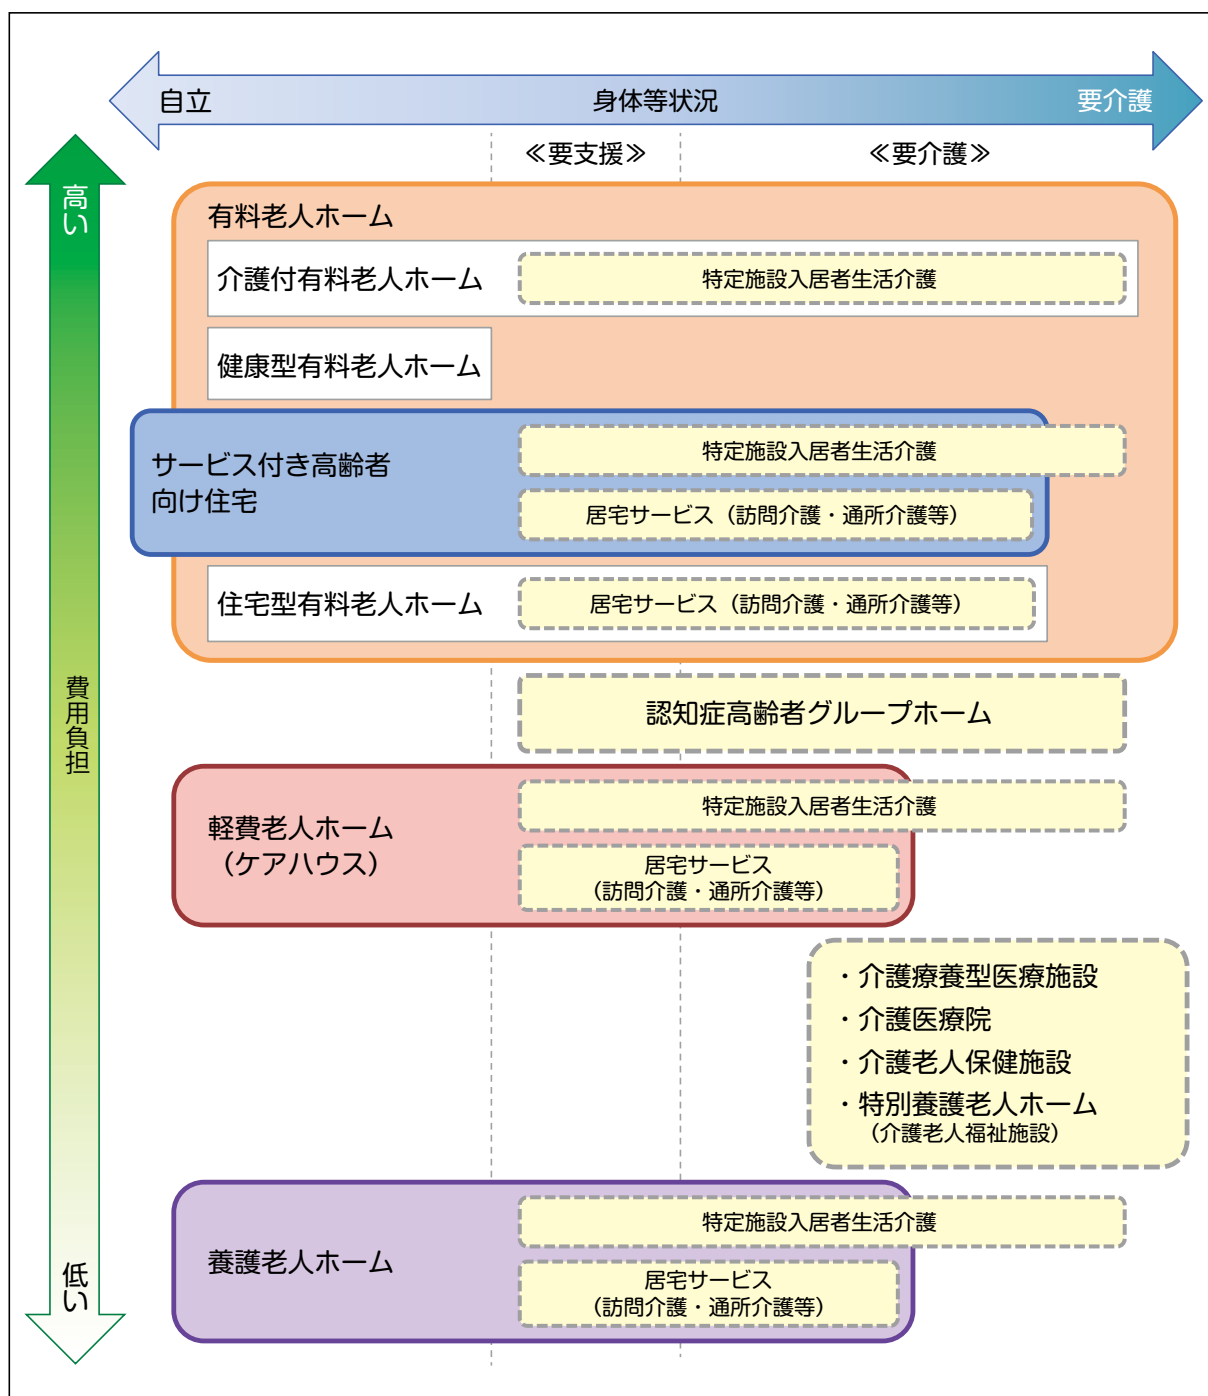 自立
身体等状況
要介護
≪要支援≫
≪要介護≫
高い
費用負担
低い
有料老人ホーム
介護付有料老人ホーム
特定施設入居者生活介護
健康型有料老人ホーム
サービス付き高齢者
向け住宅
特定施設入居者生活介護
居宅サービス（訪問介護・通所介護等）
住宅型有料老人ホーム
居宅サービス（訪問介護・通所介護等）
認知症高齢者グループホーム
軽費老人ホーム
（ケアハウス）
特定施設入居者生活介護
居宅サービス
（訪問介護・通所介護等）
・介護療養型医療施設
・介護医療院
・介護老人保健施設
・特別養護老人ホーム
（介護老人福祉施設）
養護老人ホーム
特定施設入居者生活介護
居宅サービス
（訪問介護・通所介護等）